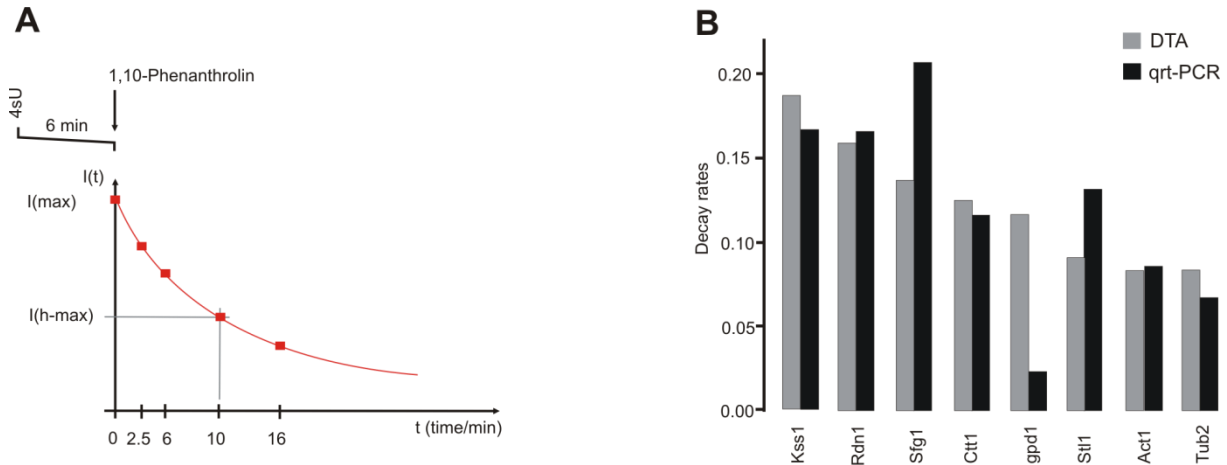 A
1,10-Phenanthrolin
4sU
6 min
I(t)
I(max)
I(h-max)
0 2.5 6 10 16
t (time/min)
B
DTA
qrt-PCR
Decay rates
0.20
0.15
0.10
0.05
0.00
Kss1
Rdn1
Sfg1
Ctt1
gpd1
Stl1
Act1
Tub2